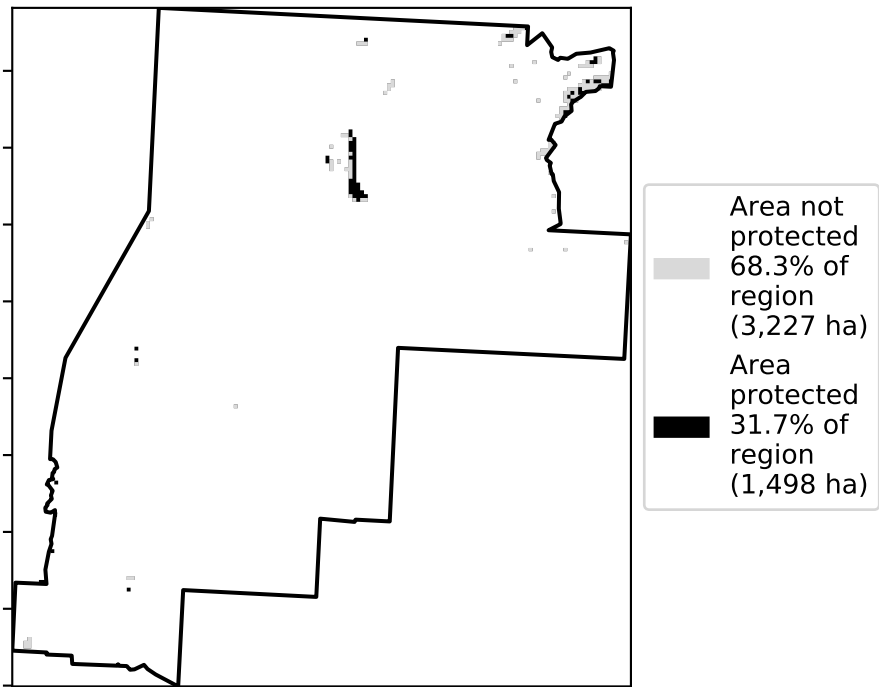 Area not
protected
68.3% of
region
(3,227 ha)
Area
protected
31.7% of
region
(1,498 ha)